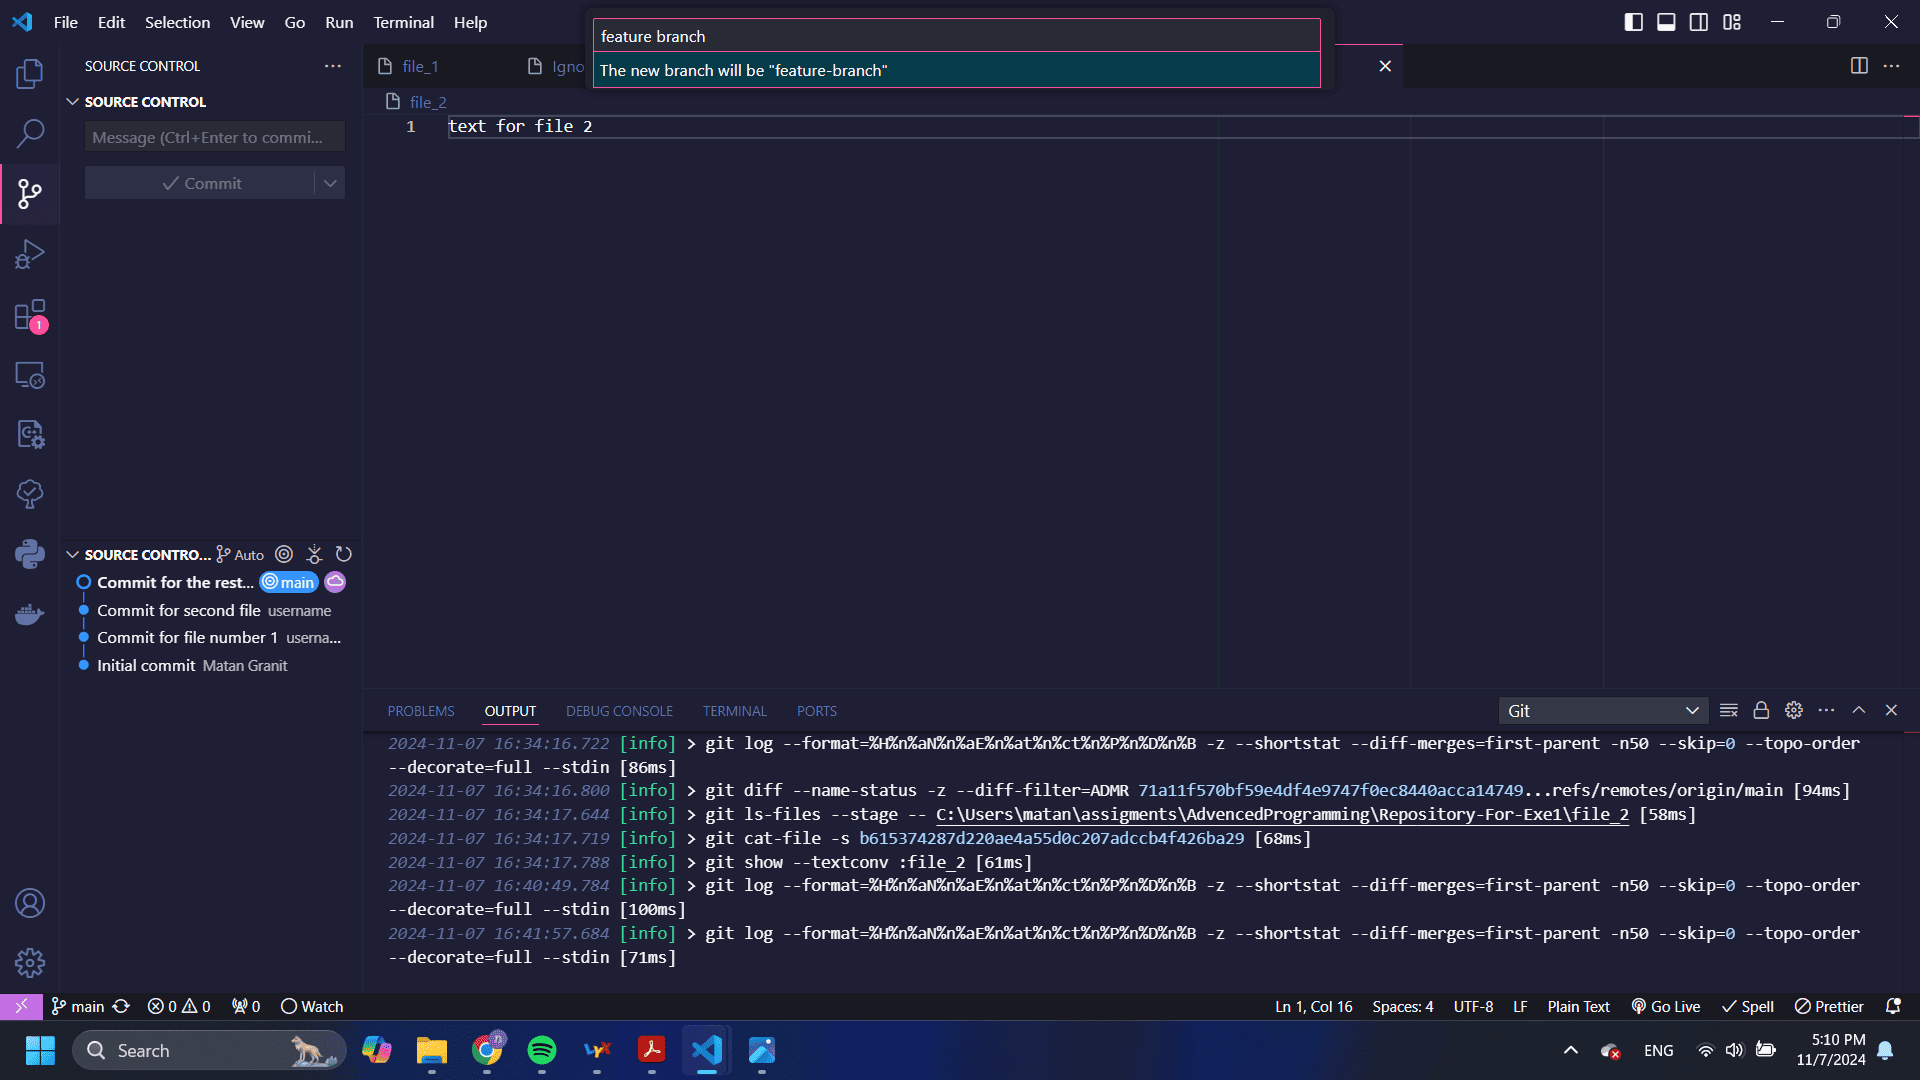 File Edit Selection View Go Run Terminal Help
feature branch
The new branch will be "feature-branch"
SOURCE CONTROL
file_1
Igno
SOURCE CONTROL
file_2
Message (Ctrl+Enter to commi...
1 text for file 2
Commit
1
SOURCE CONTRO... Auto
Commit for the rest... main
Commit for second file username
Commit for file number 1 userna...
Initial commit Matan Granit
PROBLEMS OUTPUT DEBUG CONSOLE TERMINAL PORTS Git
2024-11-07 16:34:16.722 [info] > git log --format=%H%n%aN%n%aE%n%at%n%ct%n%P%n%D%n%B -z --shortstat --diff-merges=first-parent -n50 --skip=0 --topo-order
--decorate=full --stdin [86ms]
2024-11-07 16:34:16.800 [info] > git diff --name-status -z --diff-filter=ADMR 71a11f570bf59e4df4e9747f0ec8440acca14749...refs/remotes/origin/main [94ms]
2024-11-07 16:34:17.644 [info] > git ls-files --stage -- C:\Users\matan\assigments\AdvencedProgramming\Repository-For-Exe1\file_2 [58ms]
2024-11-07 16:34:17.719 [info] > git cat-file -s b615374287d220ae4a55d0c207adccb4f426ba29 [68ms]
2024-11-07 16:34:17.788 [info] > git show --textconv :file_2 [61ms]
2024-11-07 16:40:49.784 [info] > git log --format=%H%n%aN%n%aE%n%at%n%ct%n%P%n%D%n%B -z --shortstat --diff-merges=first-parent -n50 --skip=0 --topo-order
--decorate=full --stdin [100ms]
2024-11-07 16:41:57.684 [info] > git log --format=%H%n%aN%n%aE%n%at%n%ct%n%P%n%D%n%B -z --shortstat --diff-merges=first-parent -n50 --skip=0 --topo-order
--decorate=full --stdin [71ms]
main 0 0 0 Watch Ln 1, Col 16 Spaces: 4 UTF-8 LF Plain Text Go Live Spell Prettier
Search
ENG
5:10 PM
11/7/2024